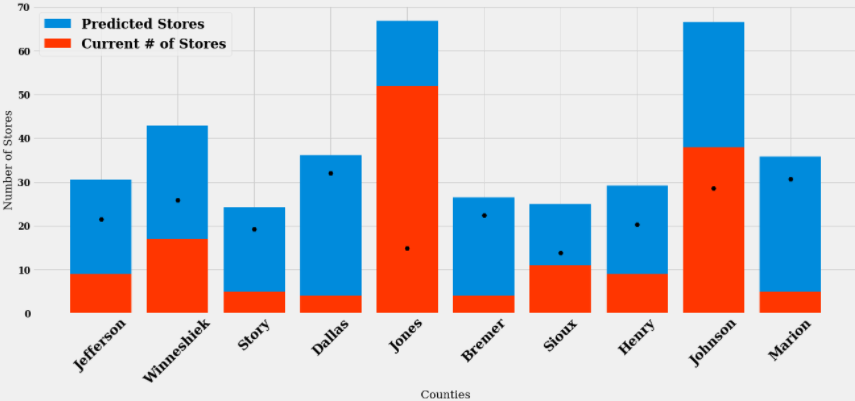 Predicted Stores
Current # of Stores
70
60
50
40
30
20
10
0
Number of Stores
Jefferson
Winneshiek
Story
Dallas
Jones
Bremer
Sioux
Henry
Johnson
Marion
Counties